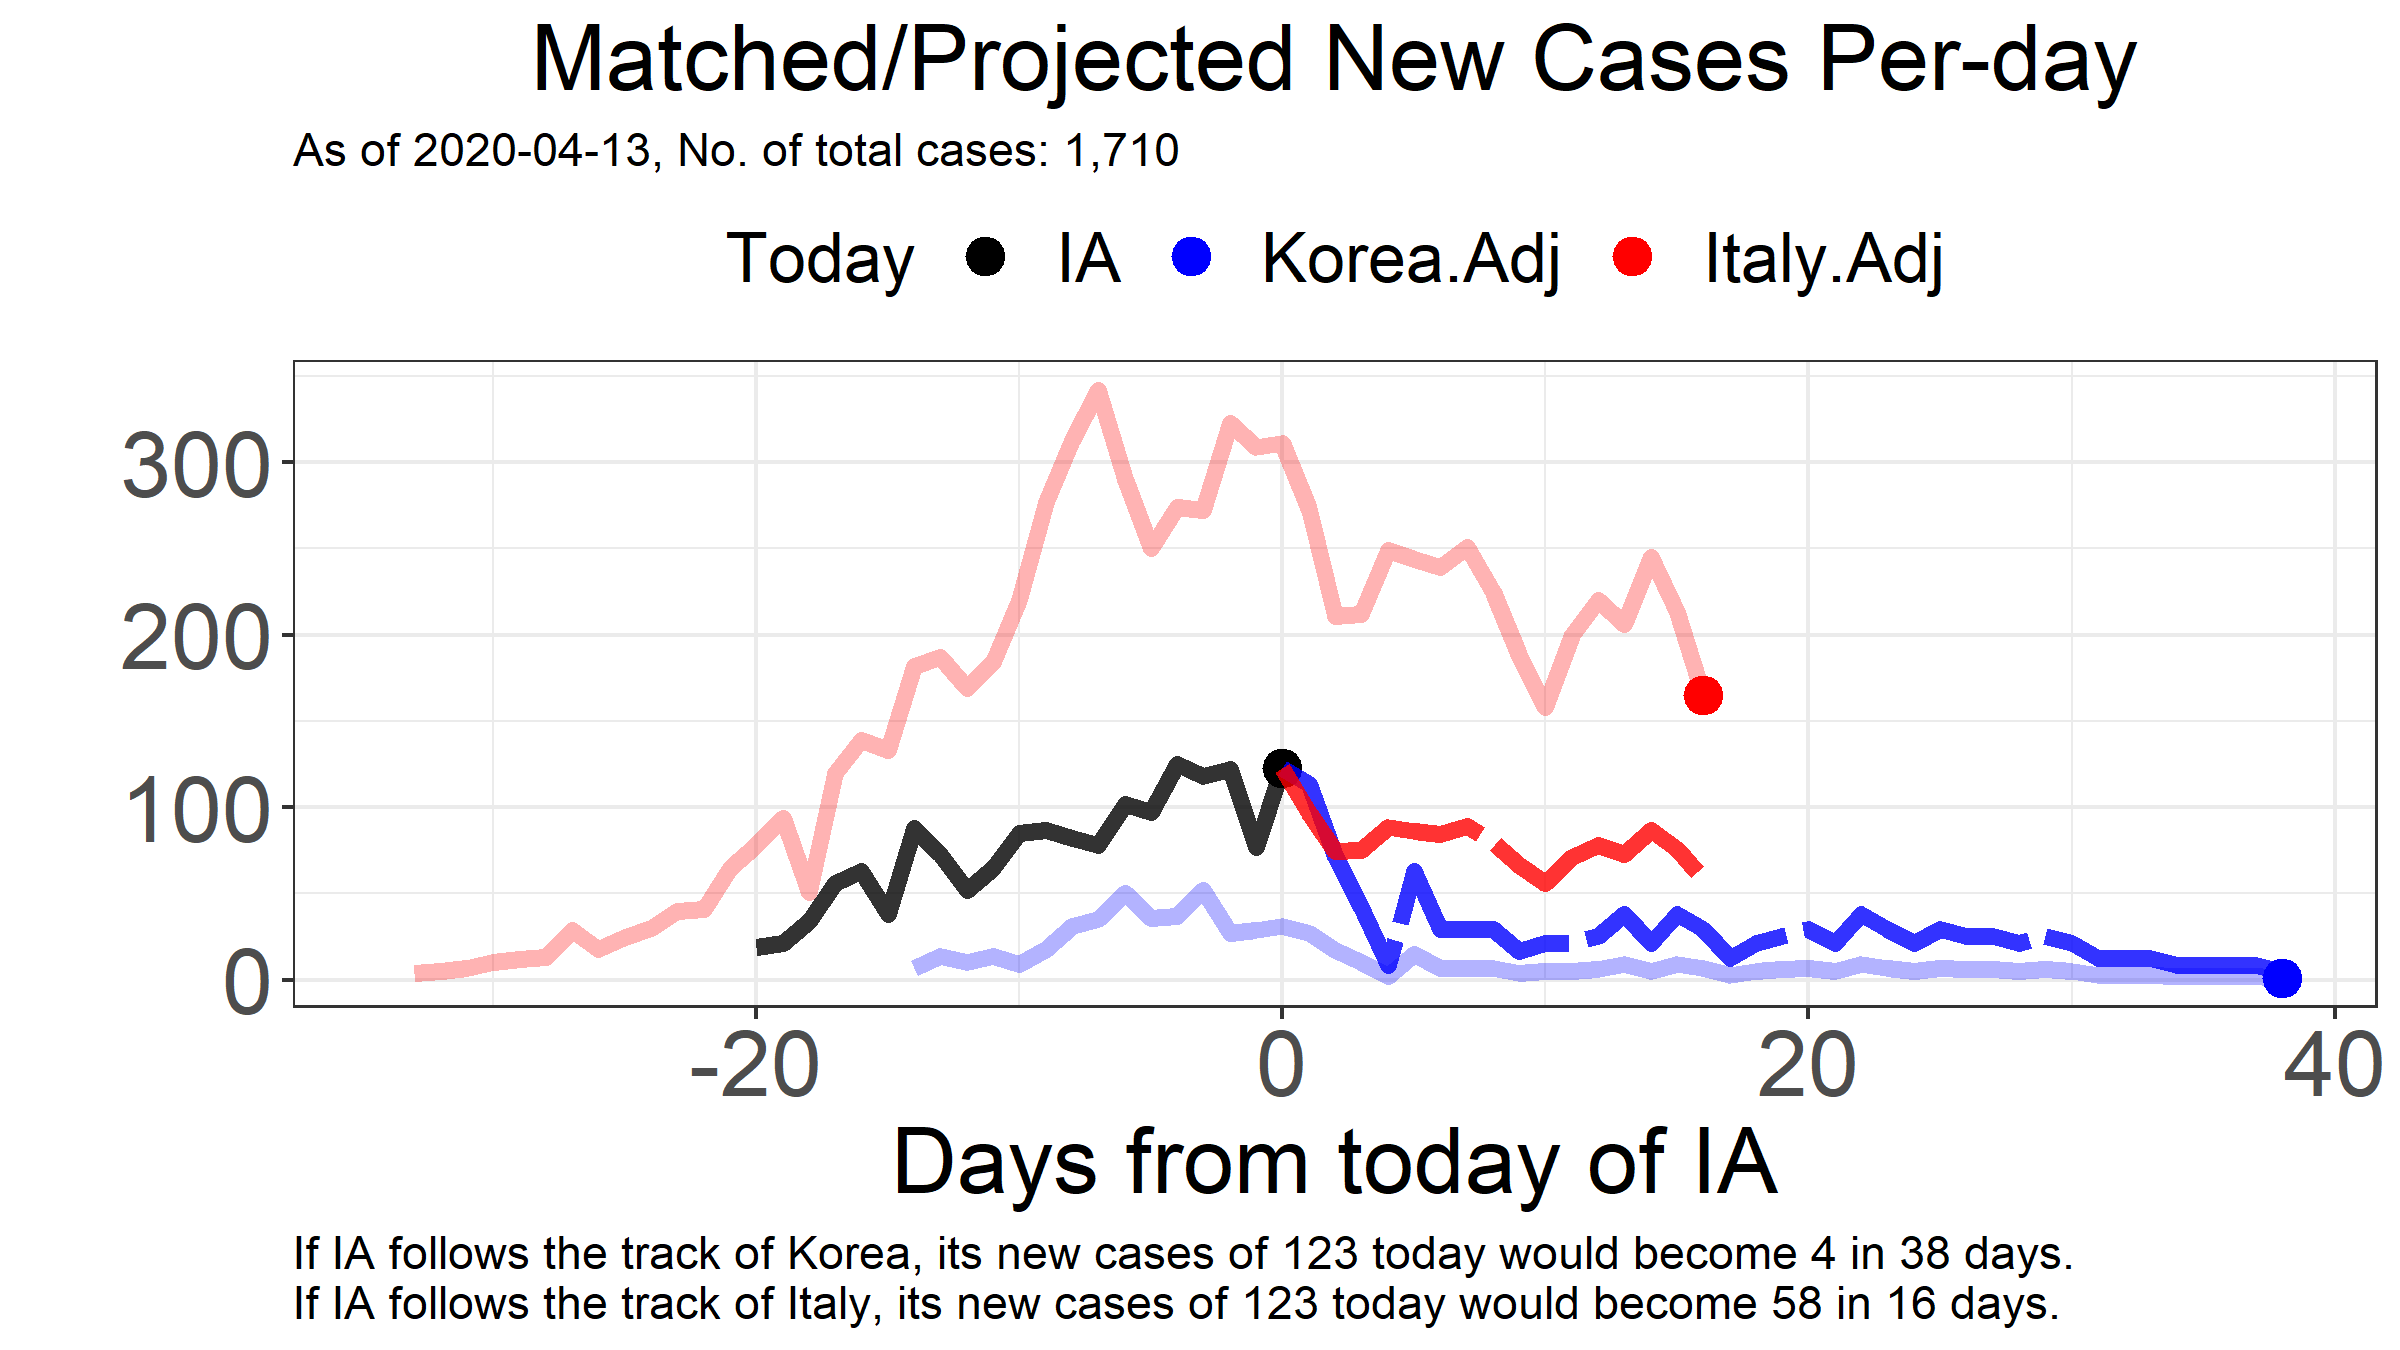 Matched/Projected New Cases Per-day
As of 2020-04-13, No. of total cases: 1,710
Today IA Korea.Adj Italy.Adj
300
200
100
0
-20 0 20 40
Days from today of IA
If IA follows the track of Korea, its new cases of 123 today would become 4 in 38 days.
If IA follows the track of Italy, its new cases of 123 today would become 58 in 16 days.